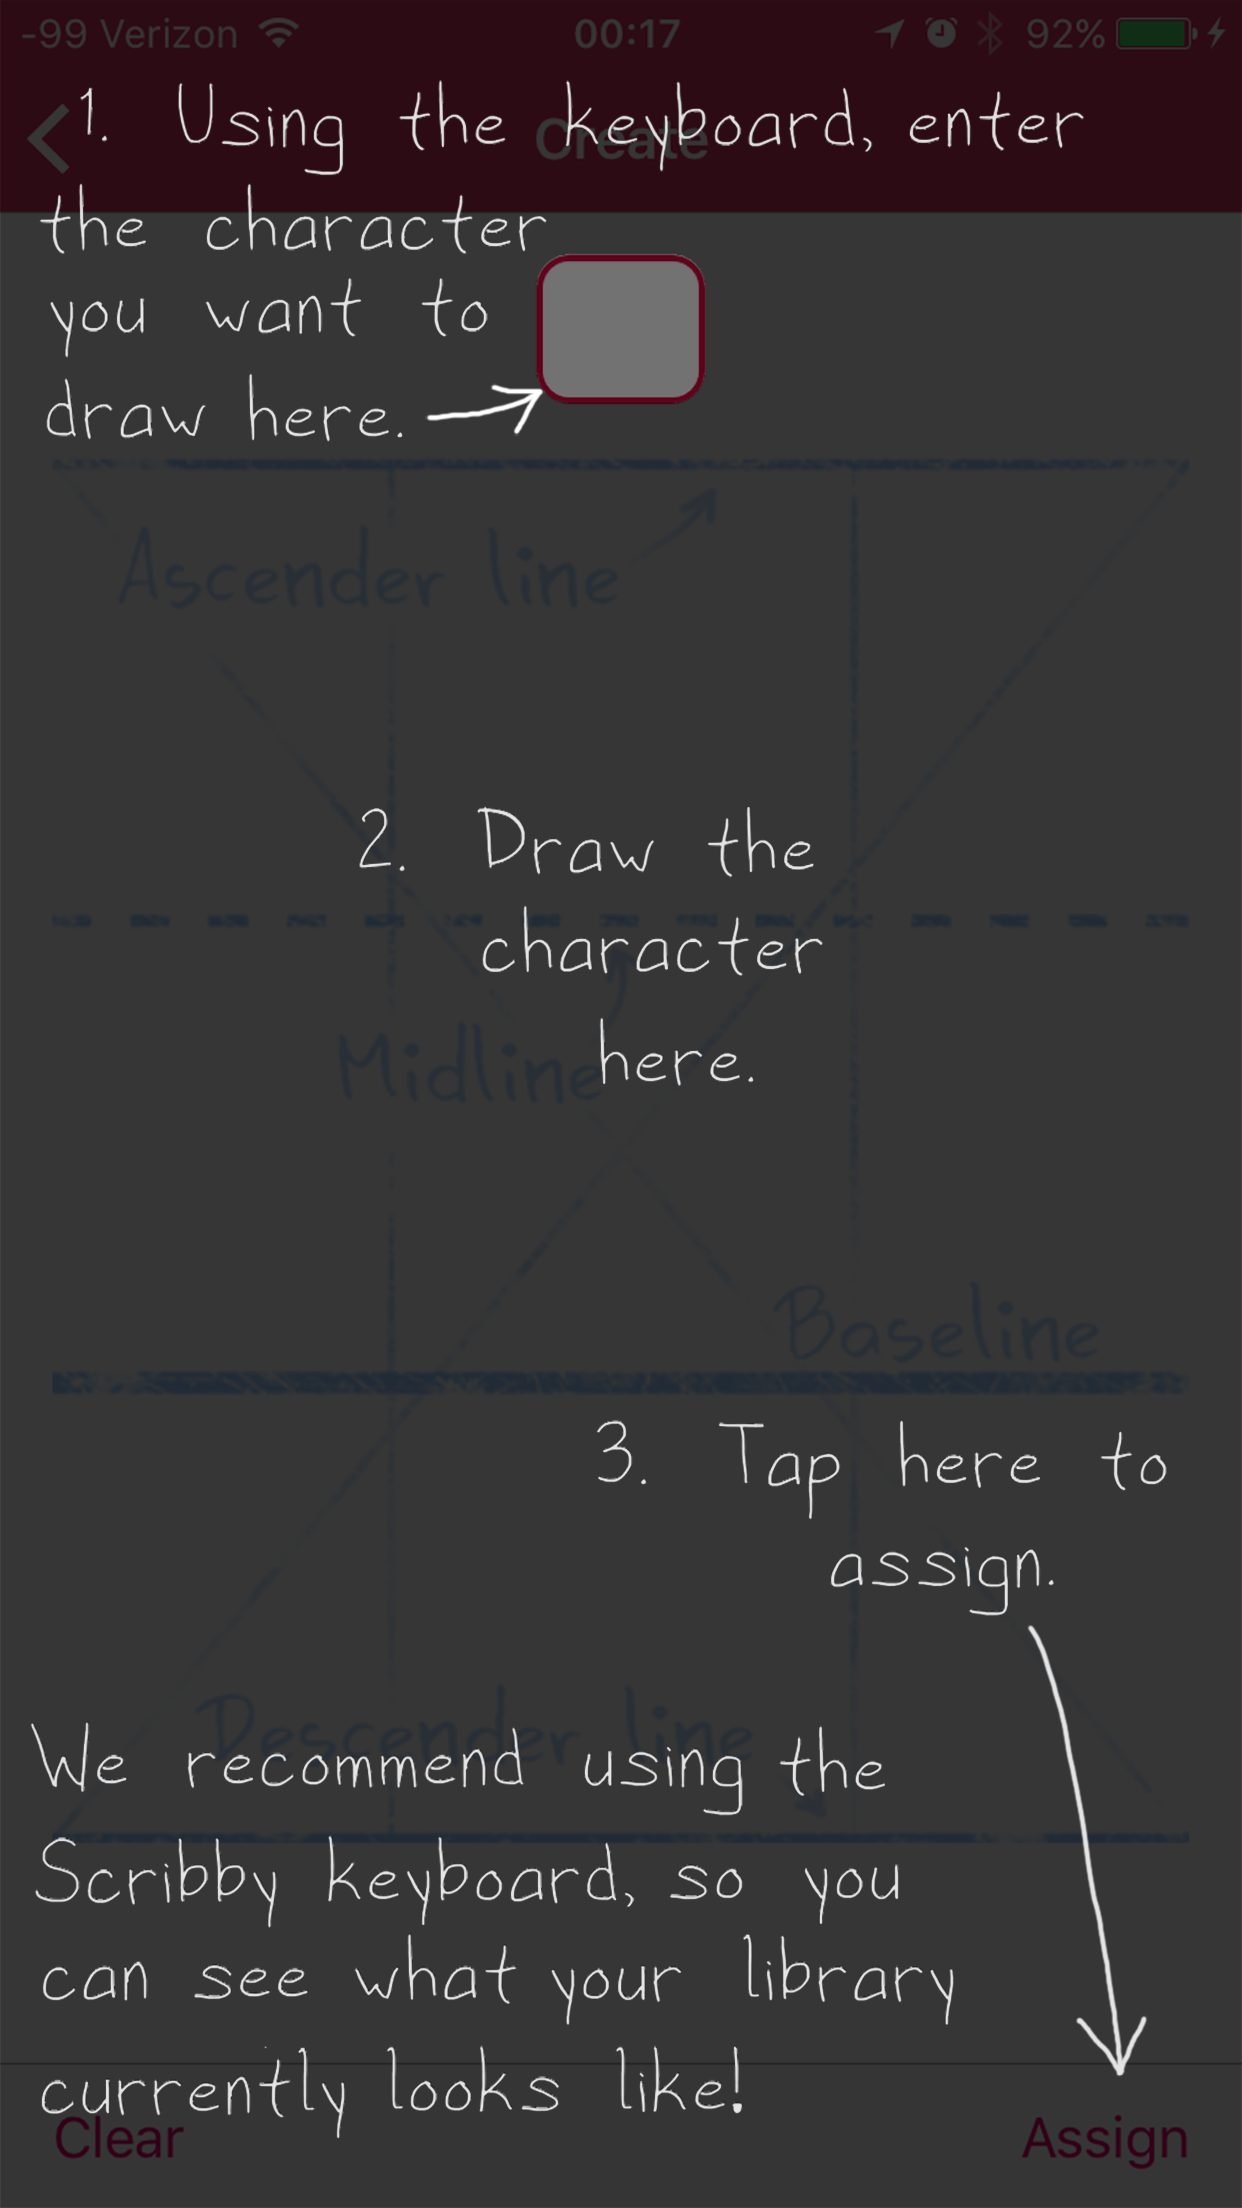 -99 Verizon 00:17 92%
Create
1. Using the keyboard, enter
the character
you want to
draw here.
Ascender line
2. Draw the
character
here.
Midline
Baseline
3. Tap here to
assign.
Descender line
We recommend using the
Scribby keyboard, so you
can see what your library
currently looks like!
Clear Assign